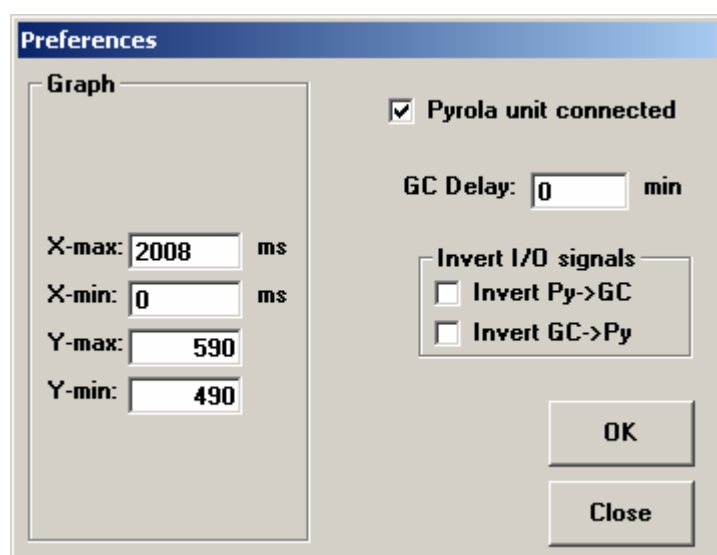 Preferences
Graph
X-max: 2008 ms
X-min: 0 ms
Y-max: 590
Y-min: 490
Pyrola unit connected
GC Delay: 0 min
Invert I/O signals
Invert Py->GC
Invert GC->Py
OK
Close